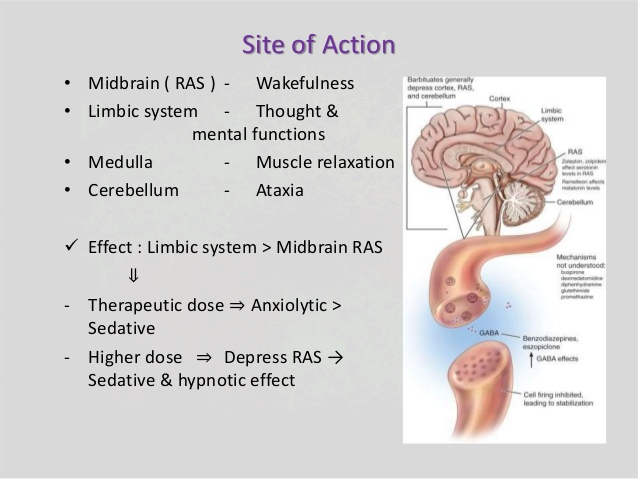 Site of Action
• Midbrain ( RAS ) - Wakefulness
• Limbic system - Thought &
mental functions
• Medulla - Muscle relaxation
• Cerebellum - Ataxia
✓ Effect : Limbic system > Midbrain RAS
⇓
- Therapeutic dose ⇒ Anxiolytic >
Sedative
- Higher dose ⇒ Depress RAS →
Sedative & hypnotic effect
Barbituates generally
depress cortex, RAS,
and cerebellum
Cortex
Limbic
system
RAS
Zaleplon, zolpidem
affect serotonin
levels in RAS
Ramelteon affects
melatonin levels
Cerebellum
Mechanisms
not understood:
buspirone
dexmedetomidine
diphenhydramine
glutethimide
promethazine
GABA
Benzodiazepines,
eszopiclone
↑ GABA effects
Cell firing inhibited,
leading to stabilization